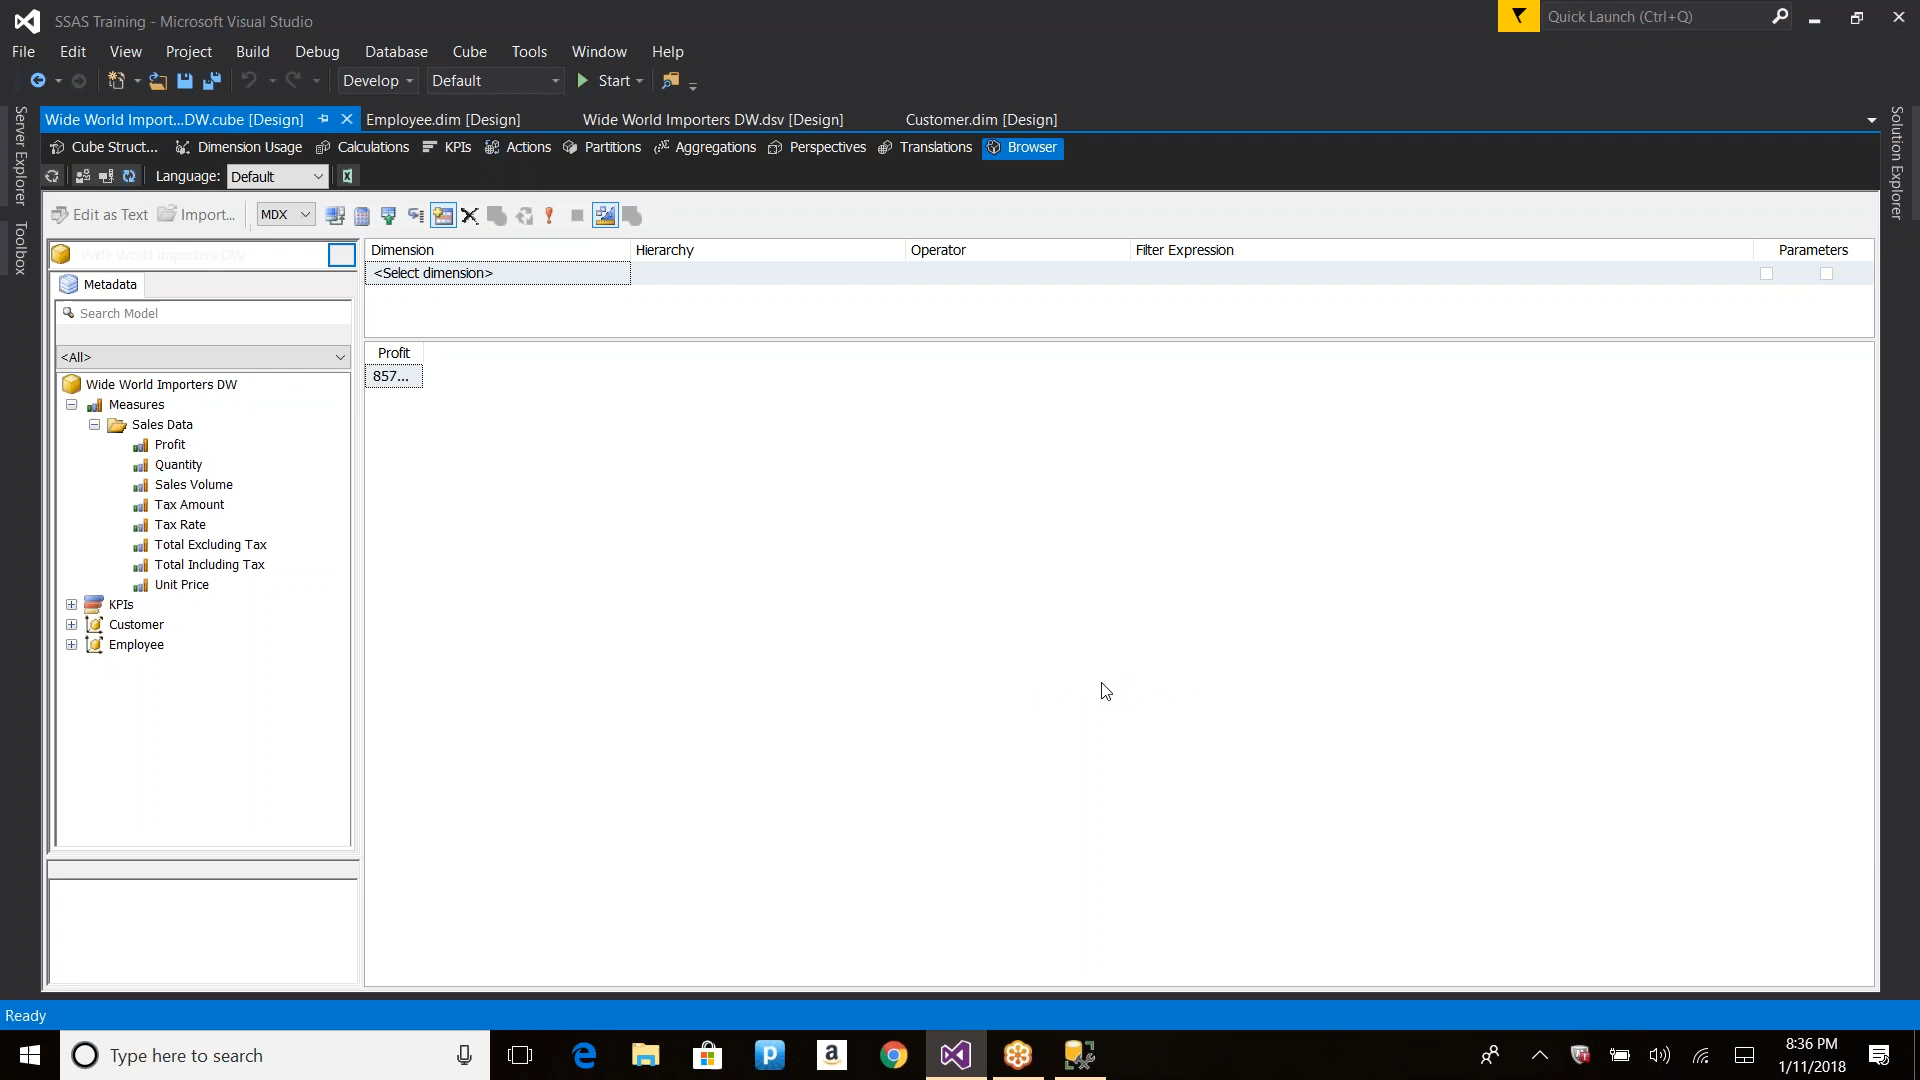 SSAS Training - Microsoft Visual Studio
Quick Launch (Ctrl+Q)
File Edit View Project Build Debug Database Cube Tools Window Help
Develop Default Start
Server Explorer
Toolbox
Solution Explorer
Wide World Import...DW.cube [Design] Employee.dim [Design] Wide World Importers DW.dsv [Design] Customer.dim [Design]
Cube Struct... Dimension Usage Calculations KPIs Actions Partitions Aggregations Perspectives Translations Browser
Language: Default
Edit as Text Import... MDX
Wide World Importers DW
Metadata
Search Model
<All>
Wide World Importers DW
Measures
Sales Data
Profit
Quantity
Sales Volume
Tax Amount
Tax Rate
Total Excluding Tax
Total Including Tax
Unit Price
KPIs
Customer
Employee
Dimension Hierarchy Operator Filter Expression Parameters
<Select dimension>
Profit
857...
Ready
Type here to search
8:36 PM
1/11/2018